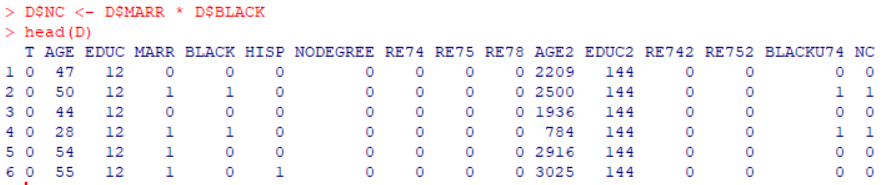 > D$NC <- D$MARR * D$BLACK
> head(D)
  T AGE EDUC MARR BLACK HISP NODEGREE RE74 RE75 RE78 AGE2 EDUC2 RE742 RE752 BLACKU74 NC
1 0  47   12    0     0    0        0    0    0    0 2209   144     0     0        0  0
2 0  50   12    1     1    0        0    0    0    0 2500   144     0     0        1  1
3 0  44   12    0     0    0        0    0    0    0 1936   144     0     0        0  0
4 0  28   12    1     1    0        0    0    0    0  784   144     0     0        1  1
5 0  54   12    1     0    0        0    0    0    0 2916   144     0     0        0  0
6 0  55   12    1     0    1        0    0    0    0 3025   144     0     0        0  0